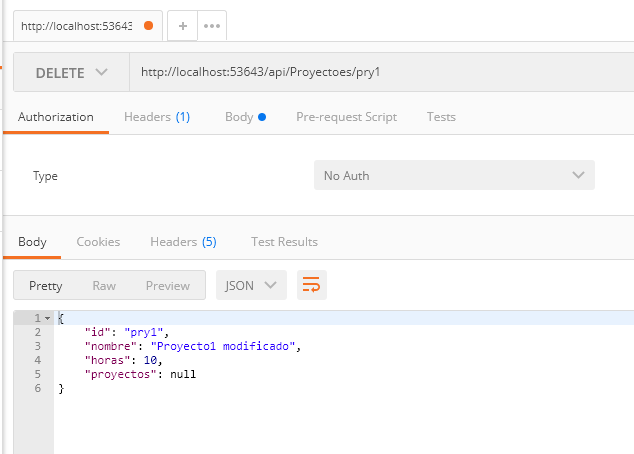 http://localhost:53643
+ •••
DELETE http://localhost:53643/api/Proyectoes/pry1
Authorization Headers (1) Body Pre-request Script Tests
Type No Auth
Body Cookies Headers (5) Test Results
Pretty Raw Preview JSON
1 {
2 "id": "pry1",
3 "nombre": "Proyecto1 modificado",
4 "horas": 10,
5 "proyectos": null
6 }